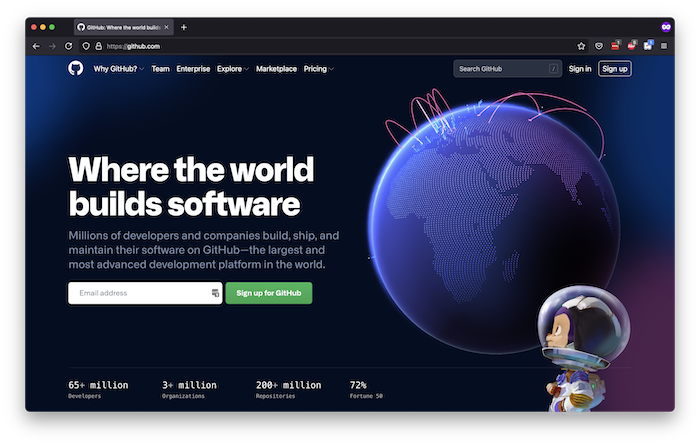 GitHub: Where the world builds
https://github.com
Why GitHub? Team Enterprise Explore Marketplace Pricing
Search GitHub /
Sign in Sign up
Where the world
builds software
Millions of developers and companies build, ship, and
maintain their software on GitHub—the largest and
most advanced development platform in the world.
Email address Sign up for GitHub
65+ million 3+ million 200+ million 72%
Developers Organizations Repositories Fortune 50